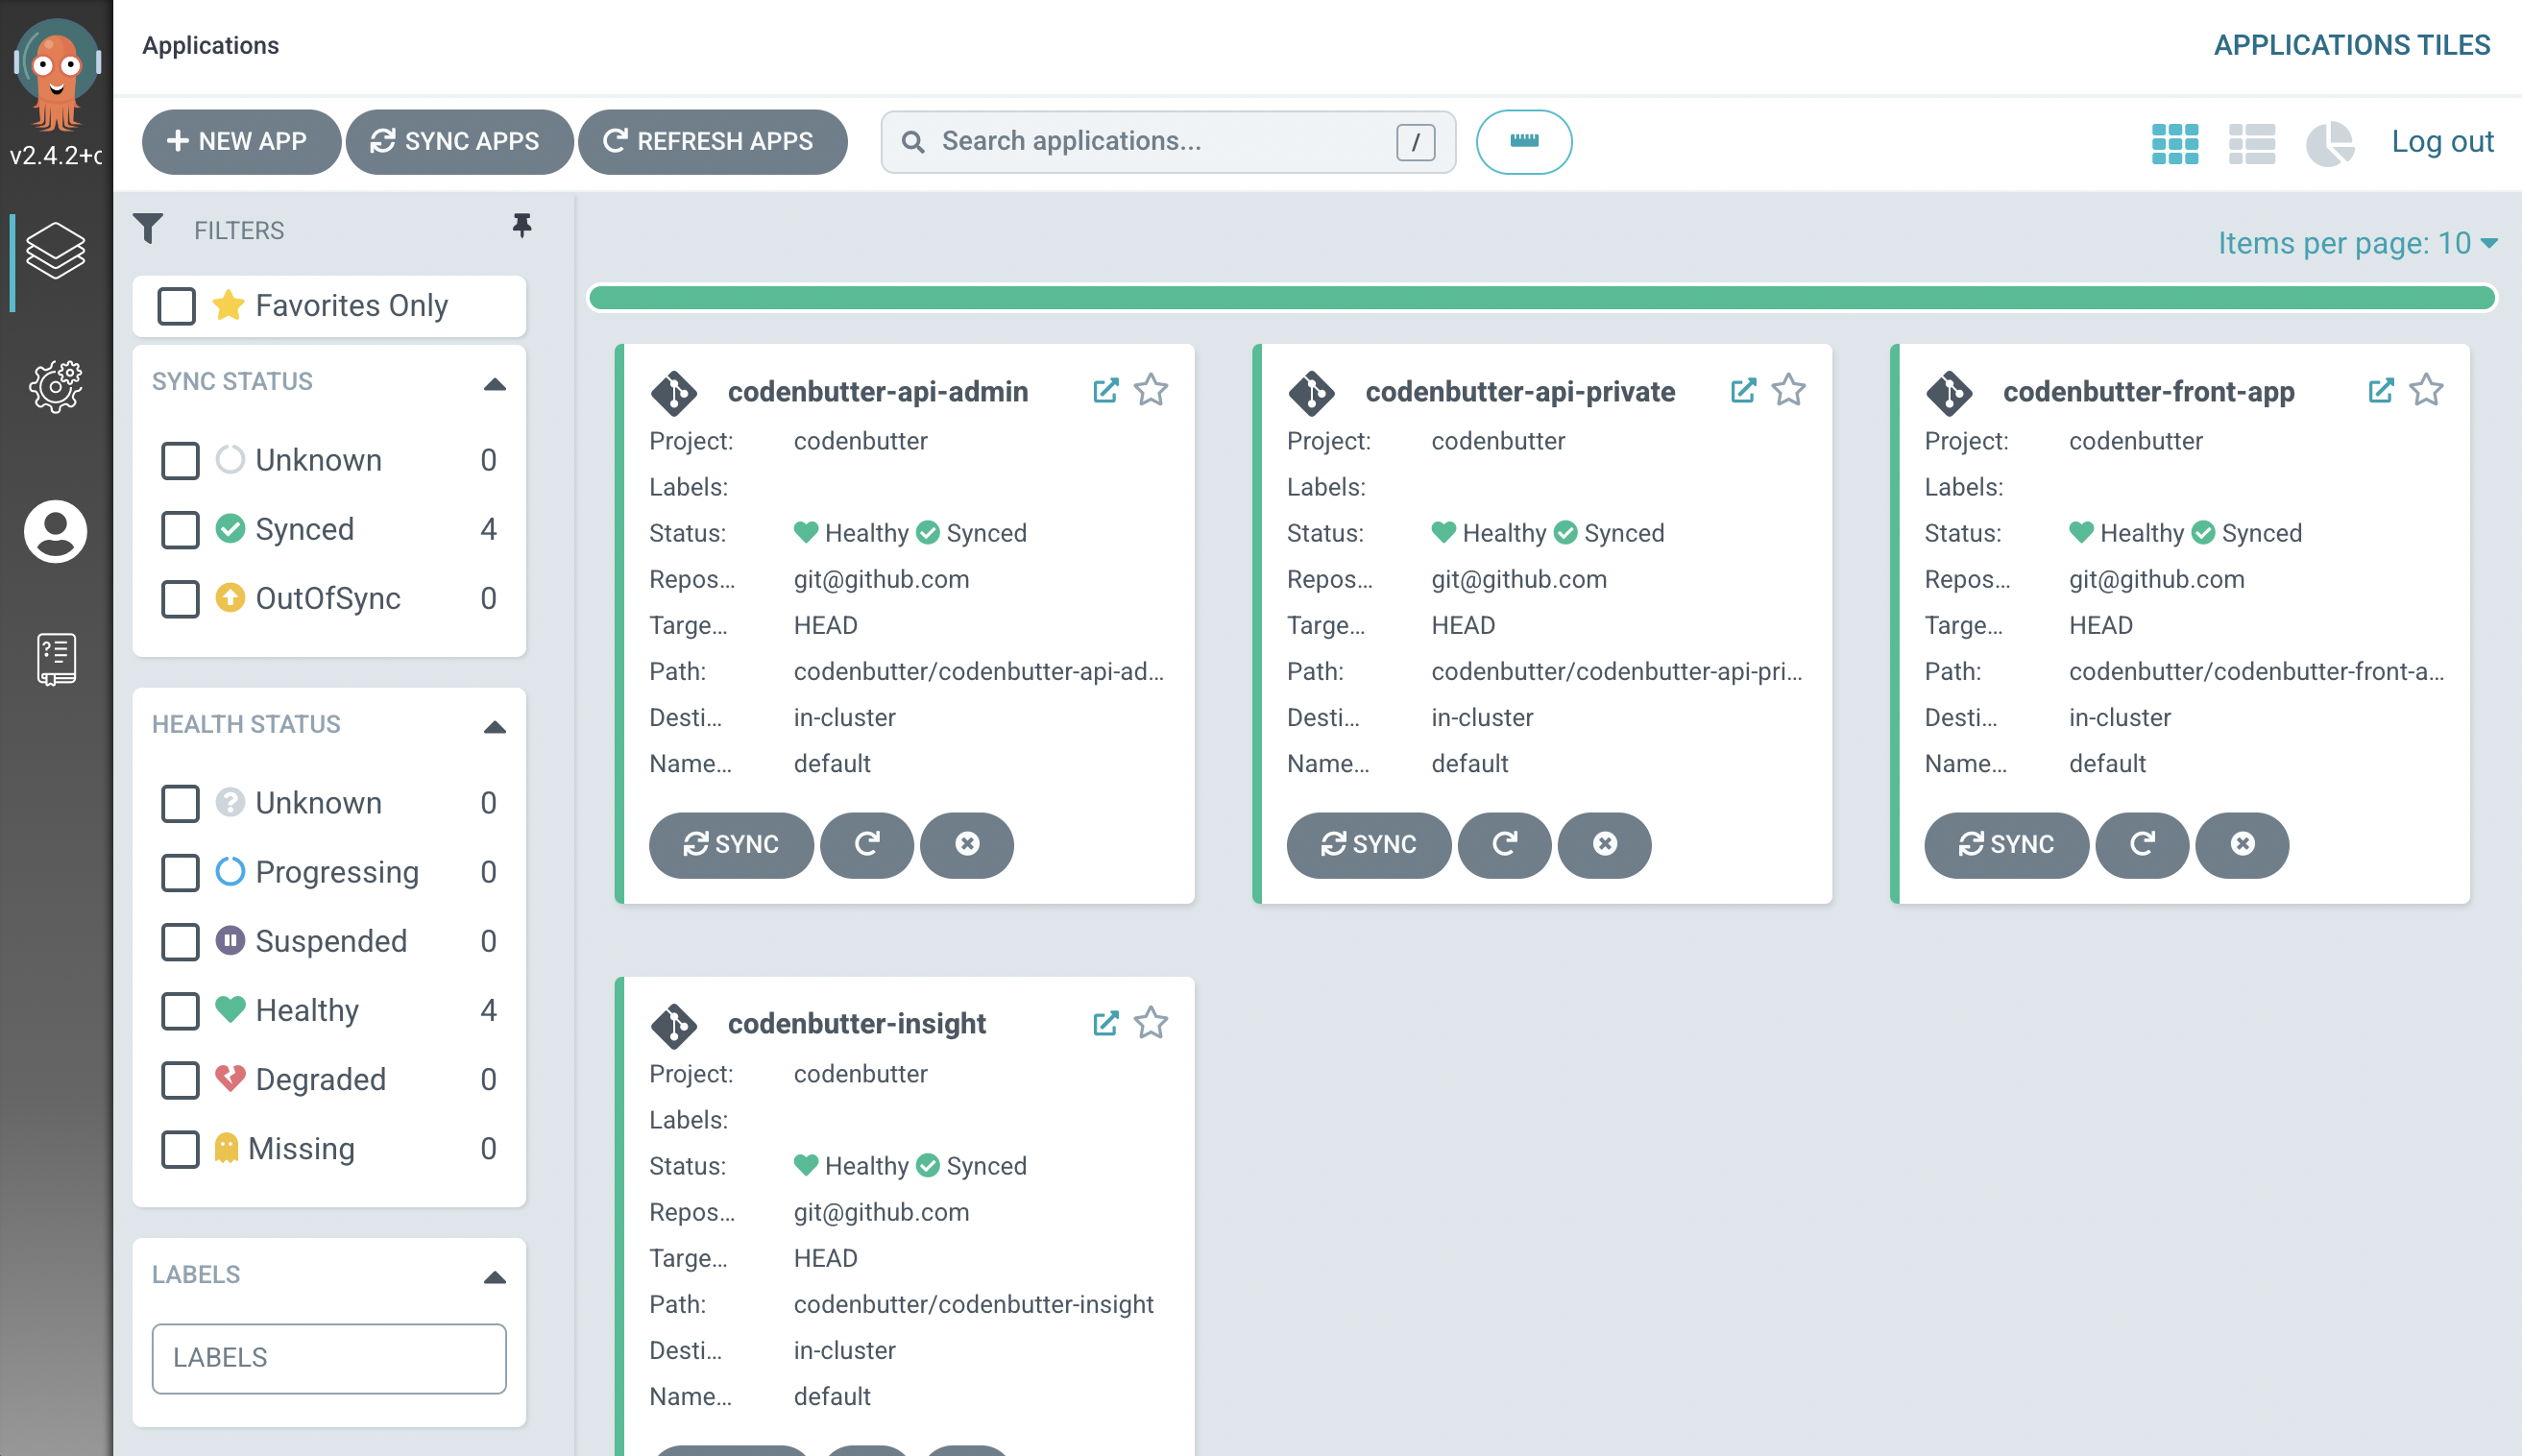 Applications
APPLICATIONS TILES
v2.4.2+c
NEW APP
SYNC APPS
REFRESH APPS
Search applications...
/
Log out
FILTERS
Items per page: 10
Favorites Only
SYNC STATUS
Unknown 0
Synced 4
OutOfSync 0
HEALTH STATUS
Unknown 0
Progressing 0
Suspended 0
Healthy 4
Degraded 0
Missing 0
LABELS
LABELS
codenbutter-api-admin
Project: codenbutter
Labels:
Status: Healthy Synced
Repos... git@github.com
Targe... HEAD
Path: codenbutter/codenbutter-api-ad...
Desti... in-cluster
Name... default
SYNC
codenbutter-api-private
Project: codenbutter
Labels:
Status: Healthy Synced
Repos... git@github.com
Targe... HEAD
Path: codenbutter/codenbutter-api-pri...
Desti... in-cluster
Name... default
SYNC
codenbutter-front-app
Project: codenbutter
Labels:
Status: Healthy Synced
Repos... git@github.com
Targe... HEAD
Path: codenbutter/codenbutter-front-a...
Desti... in-cluster
Name... default
SYNC
codenbutter-insight
Project: codenbutter
Labels:
Status: Healthy Synced
Repos... git@github.com
Targe... HEAD
Path: codenbutter/codenbutter-insight
Desti... in-cluster
Name... default